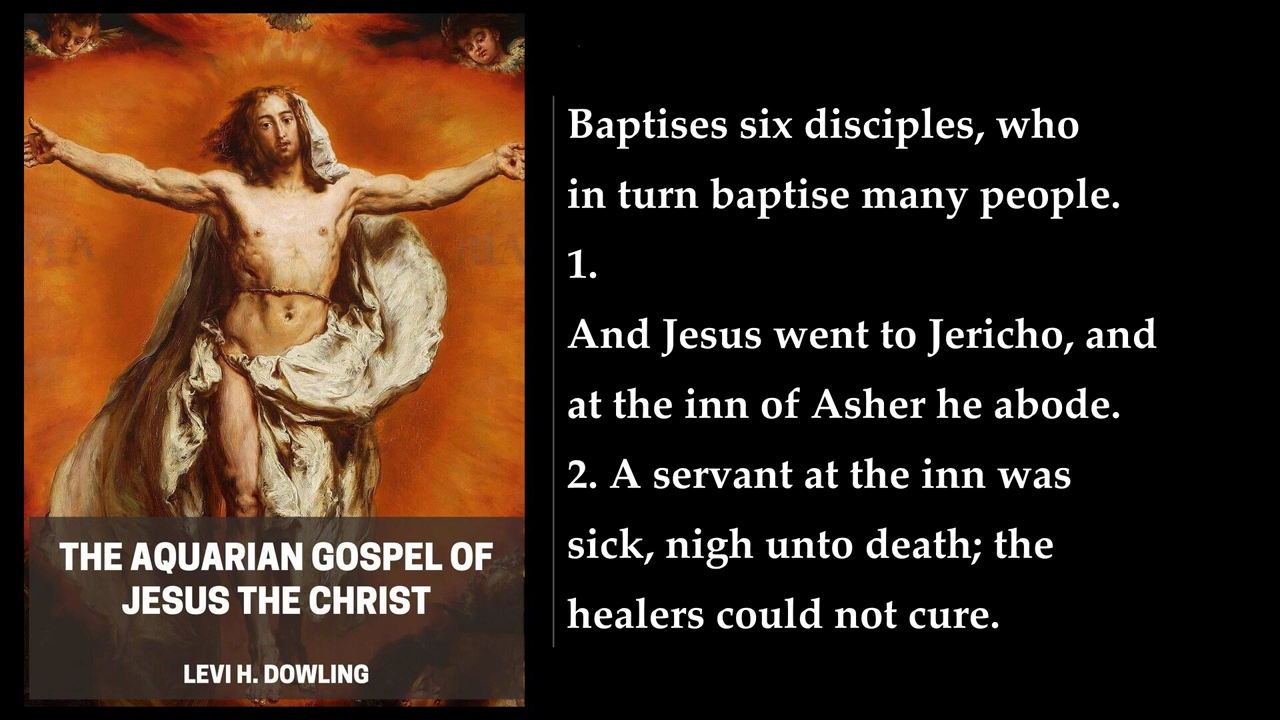 THE AQUARIAN GOSPEL OF
JESUS THE CHRIST
LEVI H. DOWLING
Baptises six disciples, who
in turn baptise many people.
1.
And Jesus went to Jericho, and
at the inn of Asher he abode.
2. A servant at the inn was
sick, nigh unto death; the
healers could not cure.